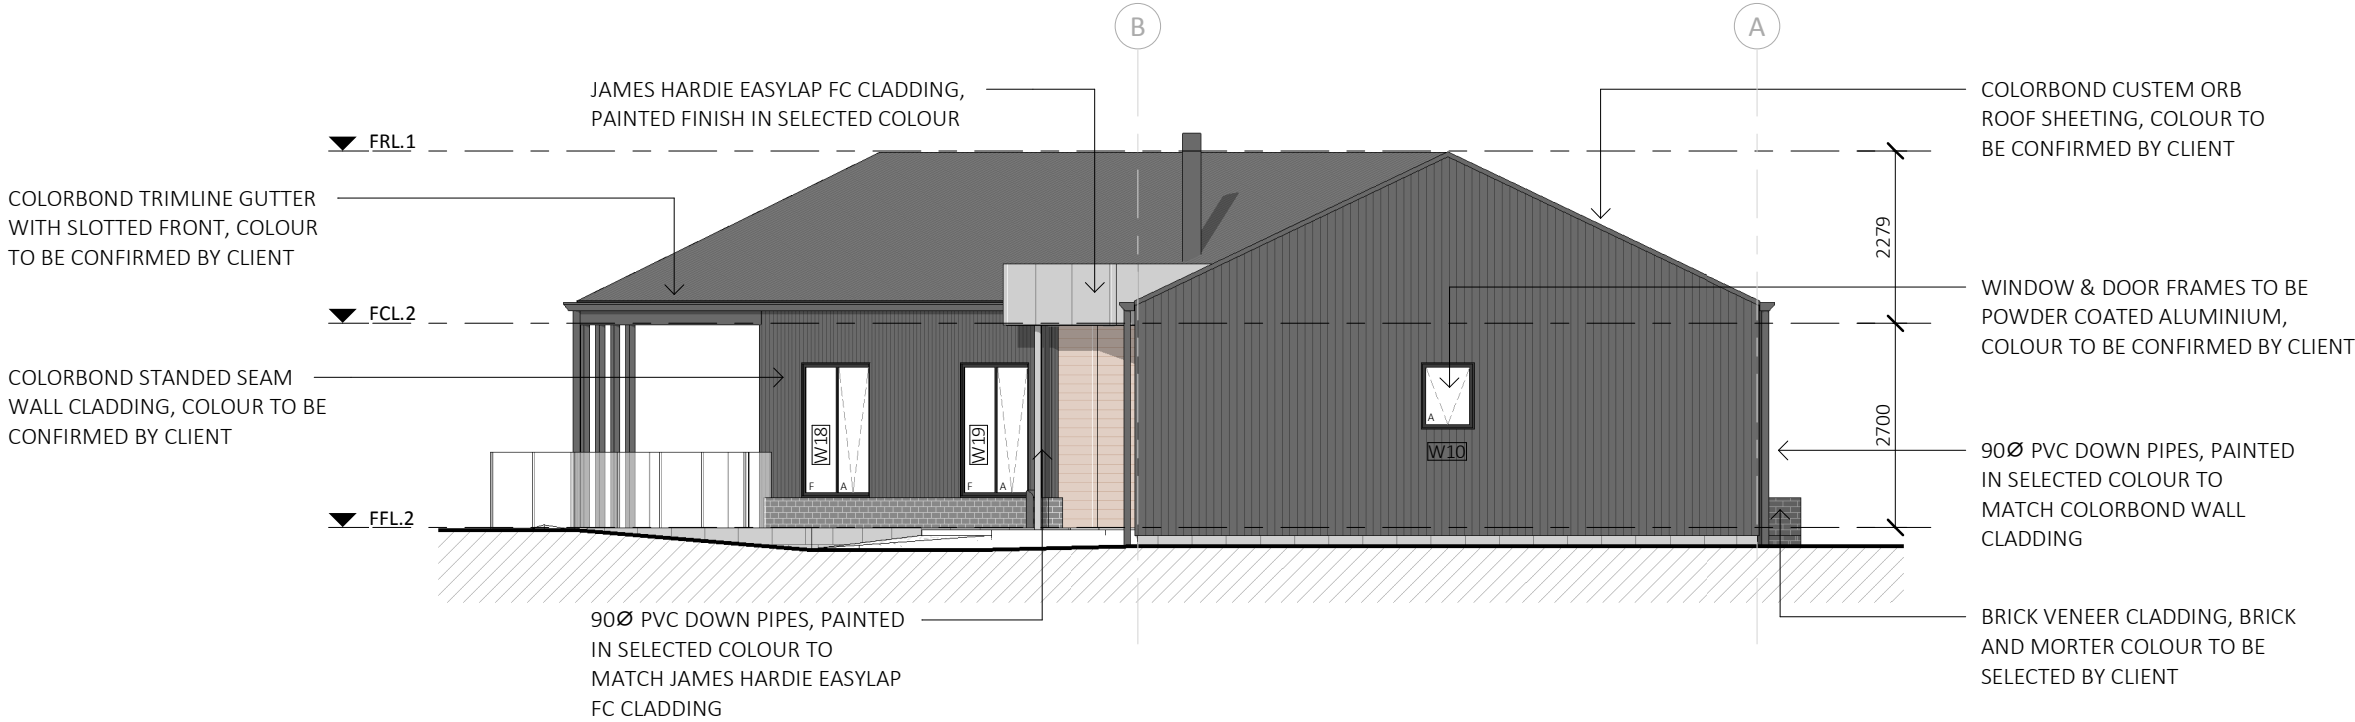 B
A
JAMES HARDIE EASYLAP FC CLADDING,
PAINTED FINISH IN SELECTED COLOUR
COLORBOND CUSTEM ORB
ROOF SHEETING, COLOUR TO
BE CONFIRMED BY CLIENT
FRL.1
COLORBOND TRIMLINE GUTTER
WITH SLOTTED FRONT, COLOUR
TO BE CONFIRMED BY CLIENT
2279
WINDOW & DOOR FRAMES TO BE
POWDER COATED ALUMINIUM,
COLOUR TO BE CONFIRMED BY CLIENT
FCL.2
COLORBOND STANDED SEAM
WALL CLADDING, COLOUR TO BE
CONFIRMED BY CLIENT
W18
F A
W19
F A
A
W10
2700
90Ø PVC DOWN PIPES, PAINTED
IN SELECTED COLOUR TO
MATCH COLORBOND WALL
CLADDING
FFL.2
90Ø PVC DOWN PIPES, PAINTED
IN SELECTED COLOUR TO
MATCH JAMES HARDIE EASYLAP
FC CLADDING
BRICK VENEER CLADDING, BRICK
AND MORTER COLOUR TO BE
SELECTED BY CLIENT